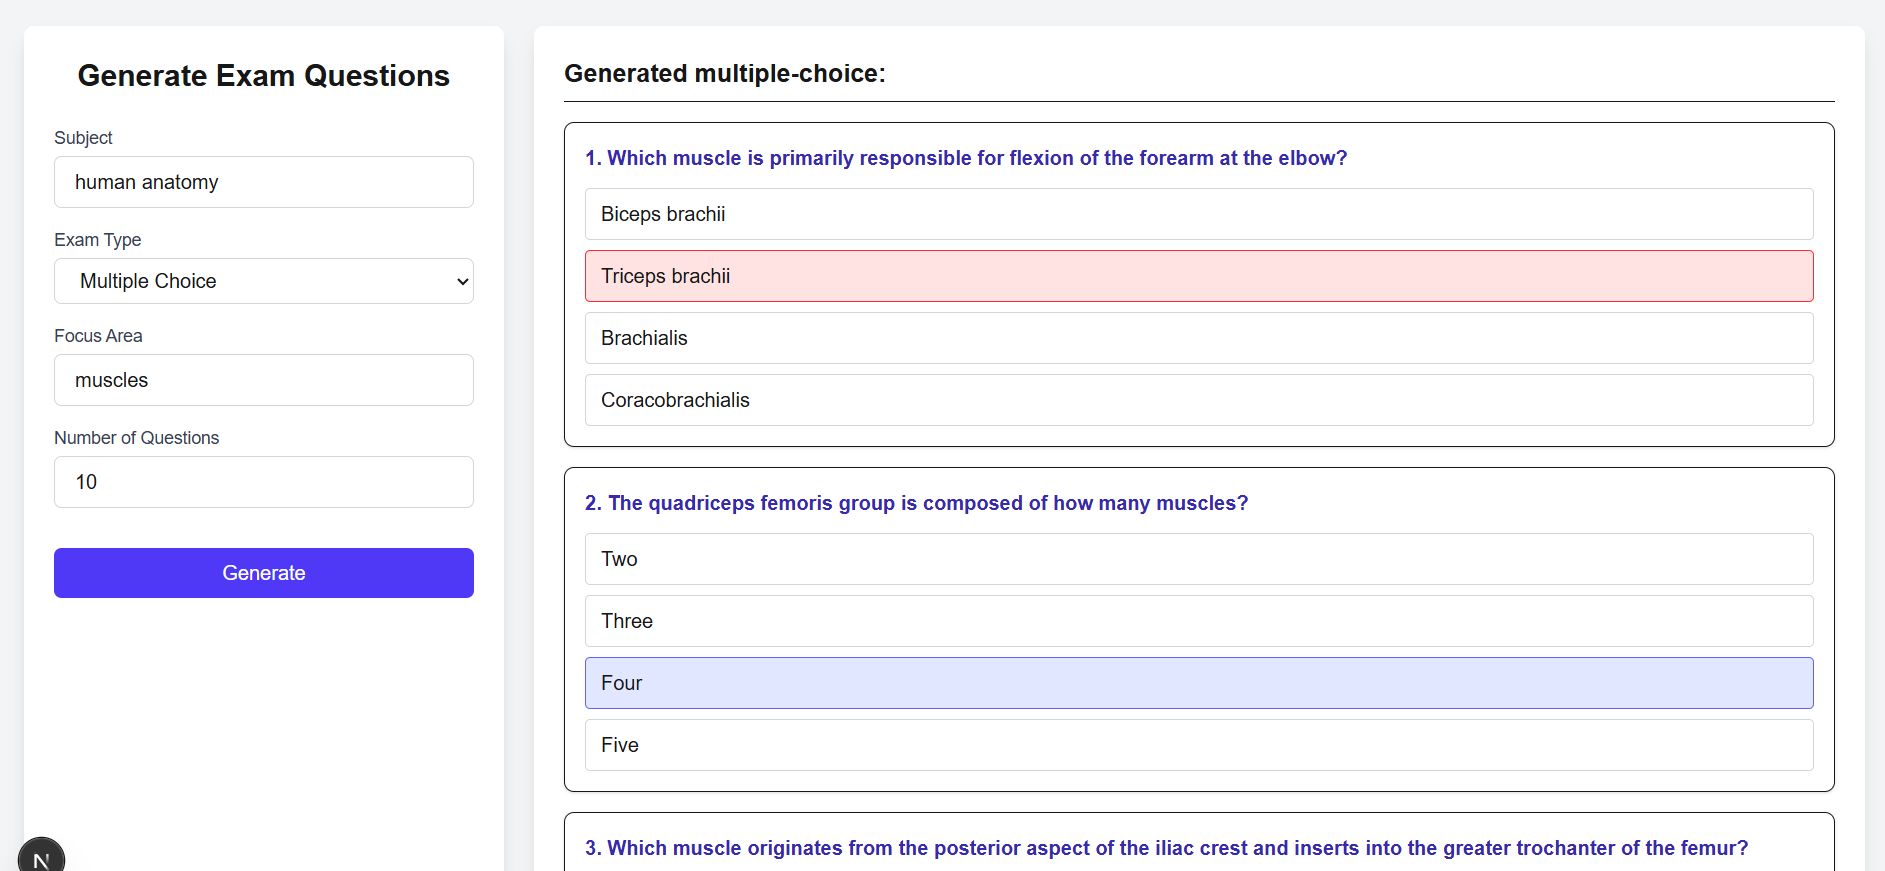 Generate Exam Questions
Subject
human anatomy
Exam Type
Multiple Choice
Focus Area
muscles
Number of Questions
10
Generate
N
Generated multiple-choice:
1. Which muscle is primarily responsible for flexion of the forearm at the elbow?
Biceps brachii
Triceps brachii
Brachialis
Coracobrachialis
2. The quadriceps femoris group is composed of how many muscles?
Two
Three
Four
Five
3. Which muscle originates from the posterior aspect of the iliac crest and inserts into the greater trochanter of the femur?